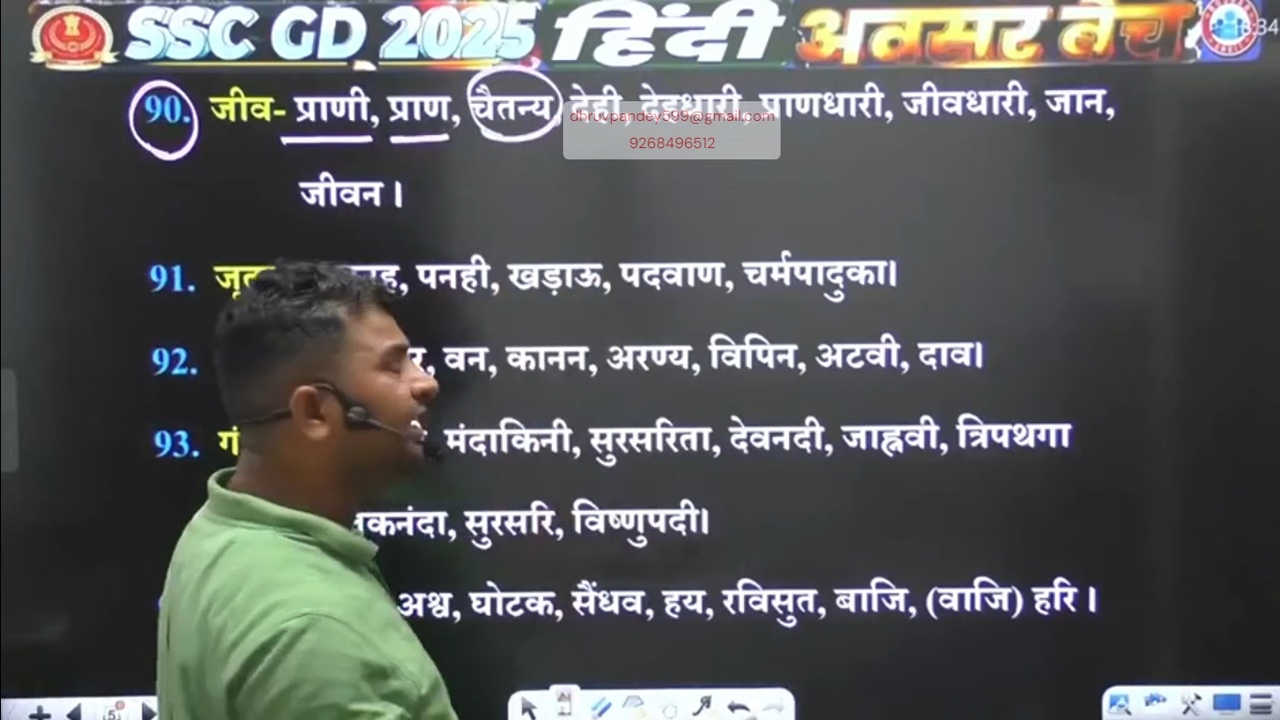 SSC GD 2025 हिंदी अवसर बैच
90. जीव- प्राणी, प्राण, चैतन्य, देही, देहधारी, प्राणधारी, जीवधारी, जान,
dhruvpandey599@gmail.com
9268496512
जीवन ।
91. पनही, खड़ाऊ, पदवाण, चर्मपादुका।
92. वन, कानन, अरण्य, विपिन, अटवी, दाव।
93. मंदाकिनी, सुरसरिता, देवनदी, जाह्नवी, त्रिपथगा
सुरसरि, विष्णुपदी।
अश्व, घोटक, सैंधव, हय, रविसुत, बाजि, (वाजि) हरि ।